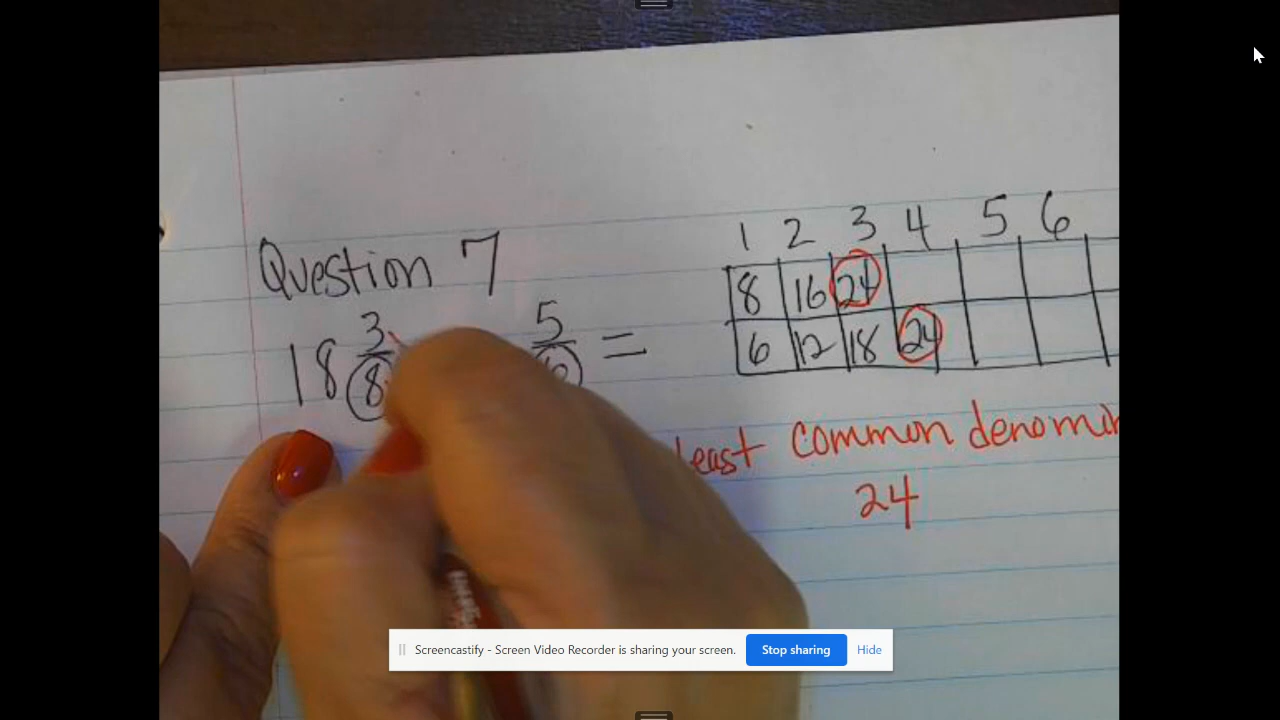 Question 7
18 3/8 5/6 =
1 2 3 4 5 6
8 16 24
6 12 18 24
least common denomin
24
Screencastify - Screen Video Recorder is sharing your screen. Stop sharing Hide